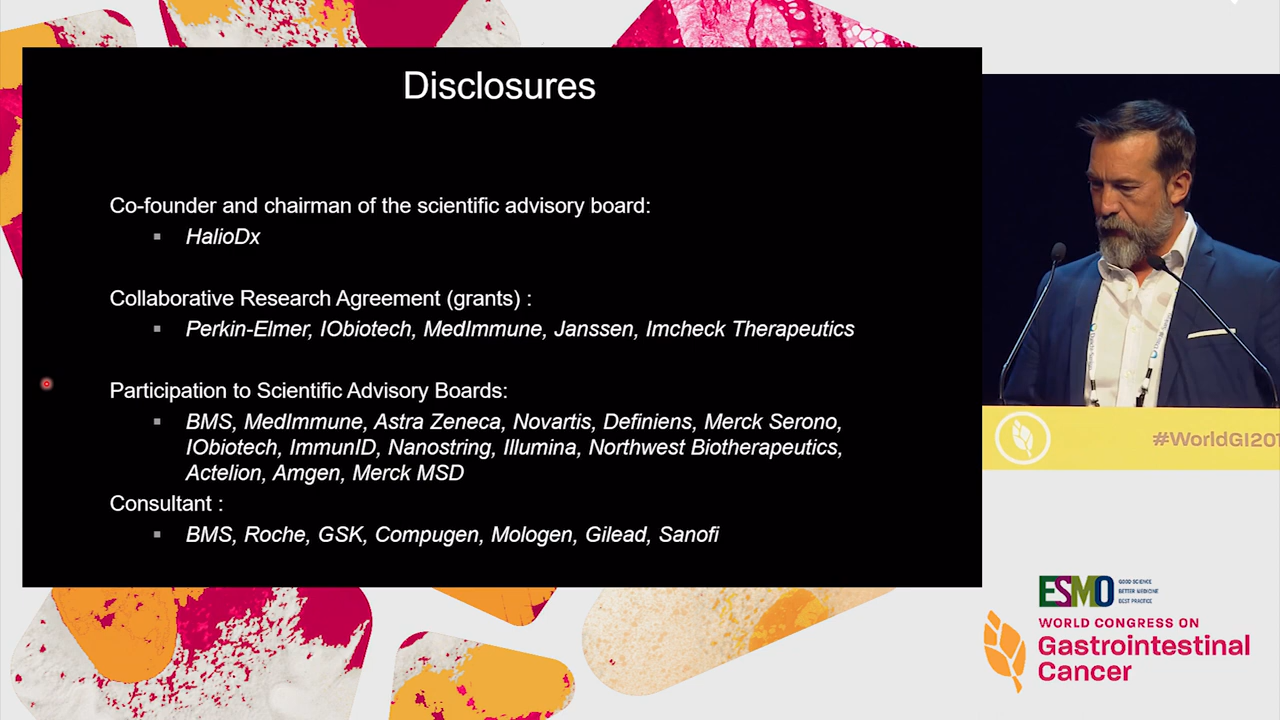 Disclosures
Co-founder and chairman of the scientific advisory board:
HalioDx
Collaborative Research Agreement (grants) :
Perkin-Elmer, IObiotech, MedImmune, Janssen, Imcheck Therapeutics
Participation to Scientific Advisory Boards:
BMS, MedImmune, Astra Zeneca, Novartis, Definiens, Merck Serono,
IObiotech, ImmunID, Nanostring, Illumina, Northwest Biotherapeutics,
Actelion, Amgen, Merck MSD
Consultant :
BMS, Roche, GSK, Compugen, Mologen, Gilead, Sanofi
#WorldGI201
ESMO
GOOD SCIENCE
BETTER MEDICINE
BEST PRACTICE
WORLD CONGRESS ON
Gastrointestinal
Cancer